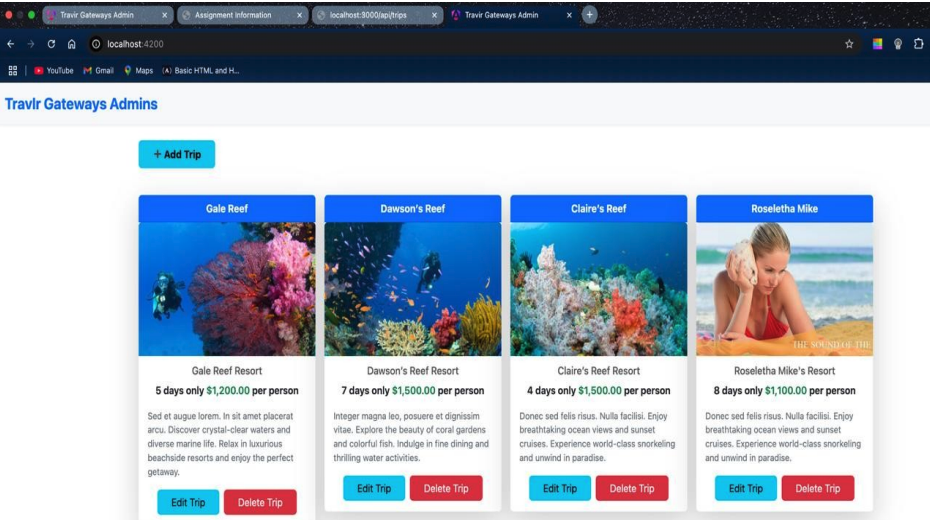 Travlr Gateways Admin
Assignment Information
localhost:3000/api/trips
Travlr Gateways Admin
localhost:4200
YouTube
Gmail
Maps
(A) Basic HTML and H...
Travlr Gateways Admins
+ Add Trip
Gale Reef
Gale Reef Resort
5 days only $1,200.00 per person
Sed et augue lorem. In sit amet placerat
arcu. Discover crystal-clear waters and
diverse marine life. Relax in luxurious
beachside resorts and enjoy the perfect
getaway.
Edit Trip
Delete Trip
Dawson's Reef
Dawson's Reef Resort
7 days only $1,500.00 per person
Integer magna leo, posuere et dignissim
vitae. Explore the beauty of coral gardens
and colorful fish. Indulge in fine dining and
thrilling water activities.
Edit Trip
Delete Trip
Claire's Reef
Claire's Reef Resort
4 days only $1,500.00 per person
Donec sed felis risus. Nulla facilisi. Enjoy
breathtaking ocean views and sunset
cruises. Experience world-class snorkeling
and unwind in paradise.
Edit Trip
Delete Trip
Roseletha Mike
THE SOUND OF THE
Roseletha Mike's Resort
8 days only $1,100.00 per person
Donec sed felis risus. Nulla facilisi. Enjoy
breathtaking ocean views and sunset
cruises. Experience world-class snorkeling
and unwind in paradise.
Edit Trip
Delete Trip